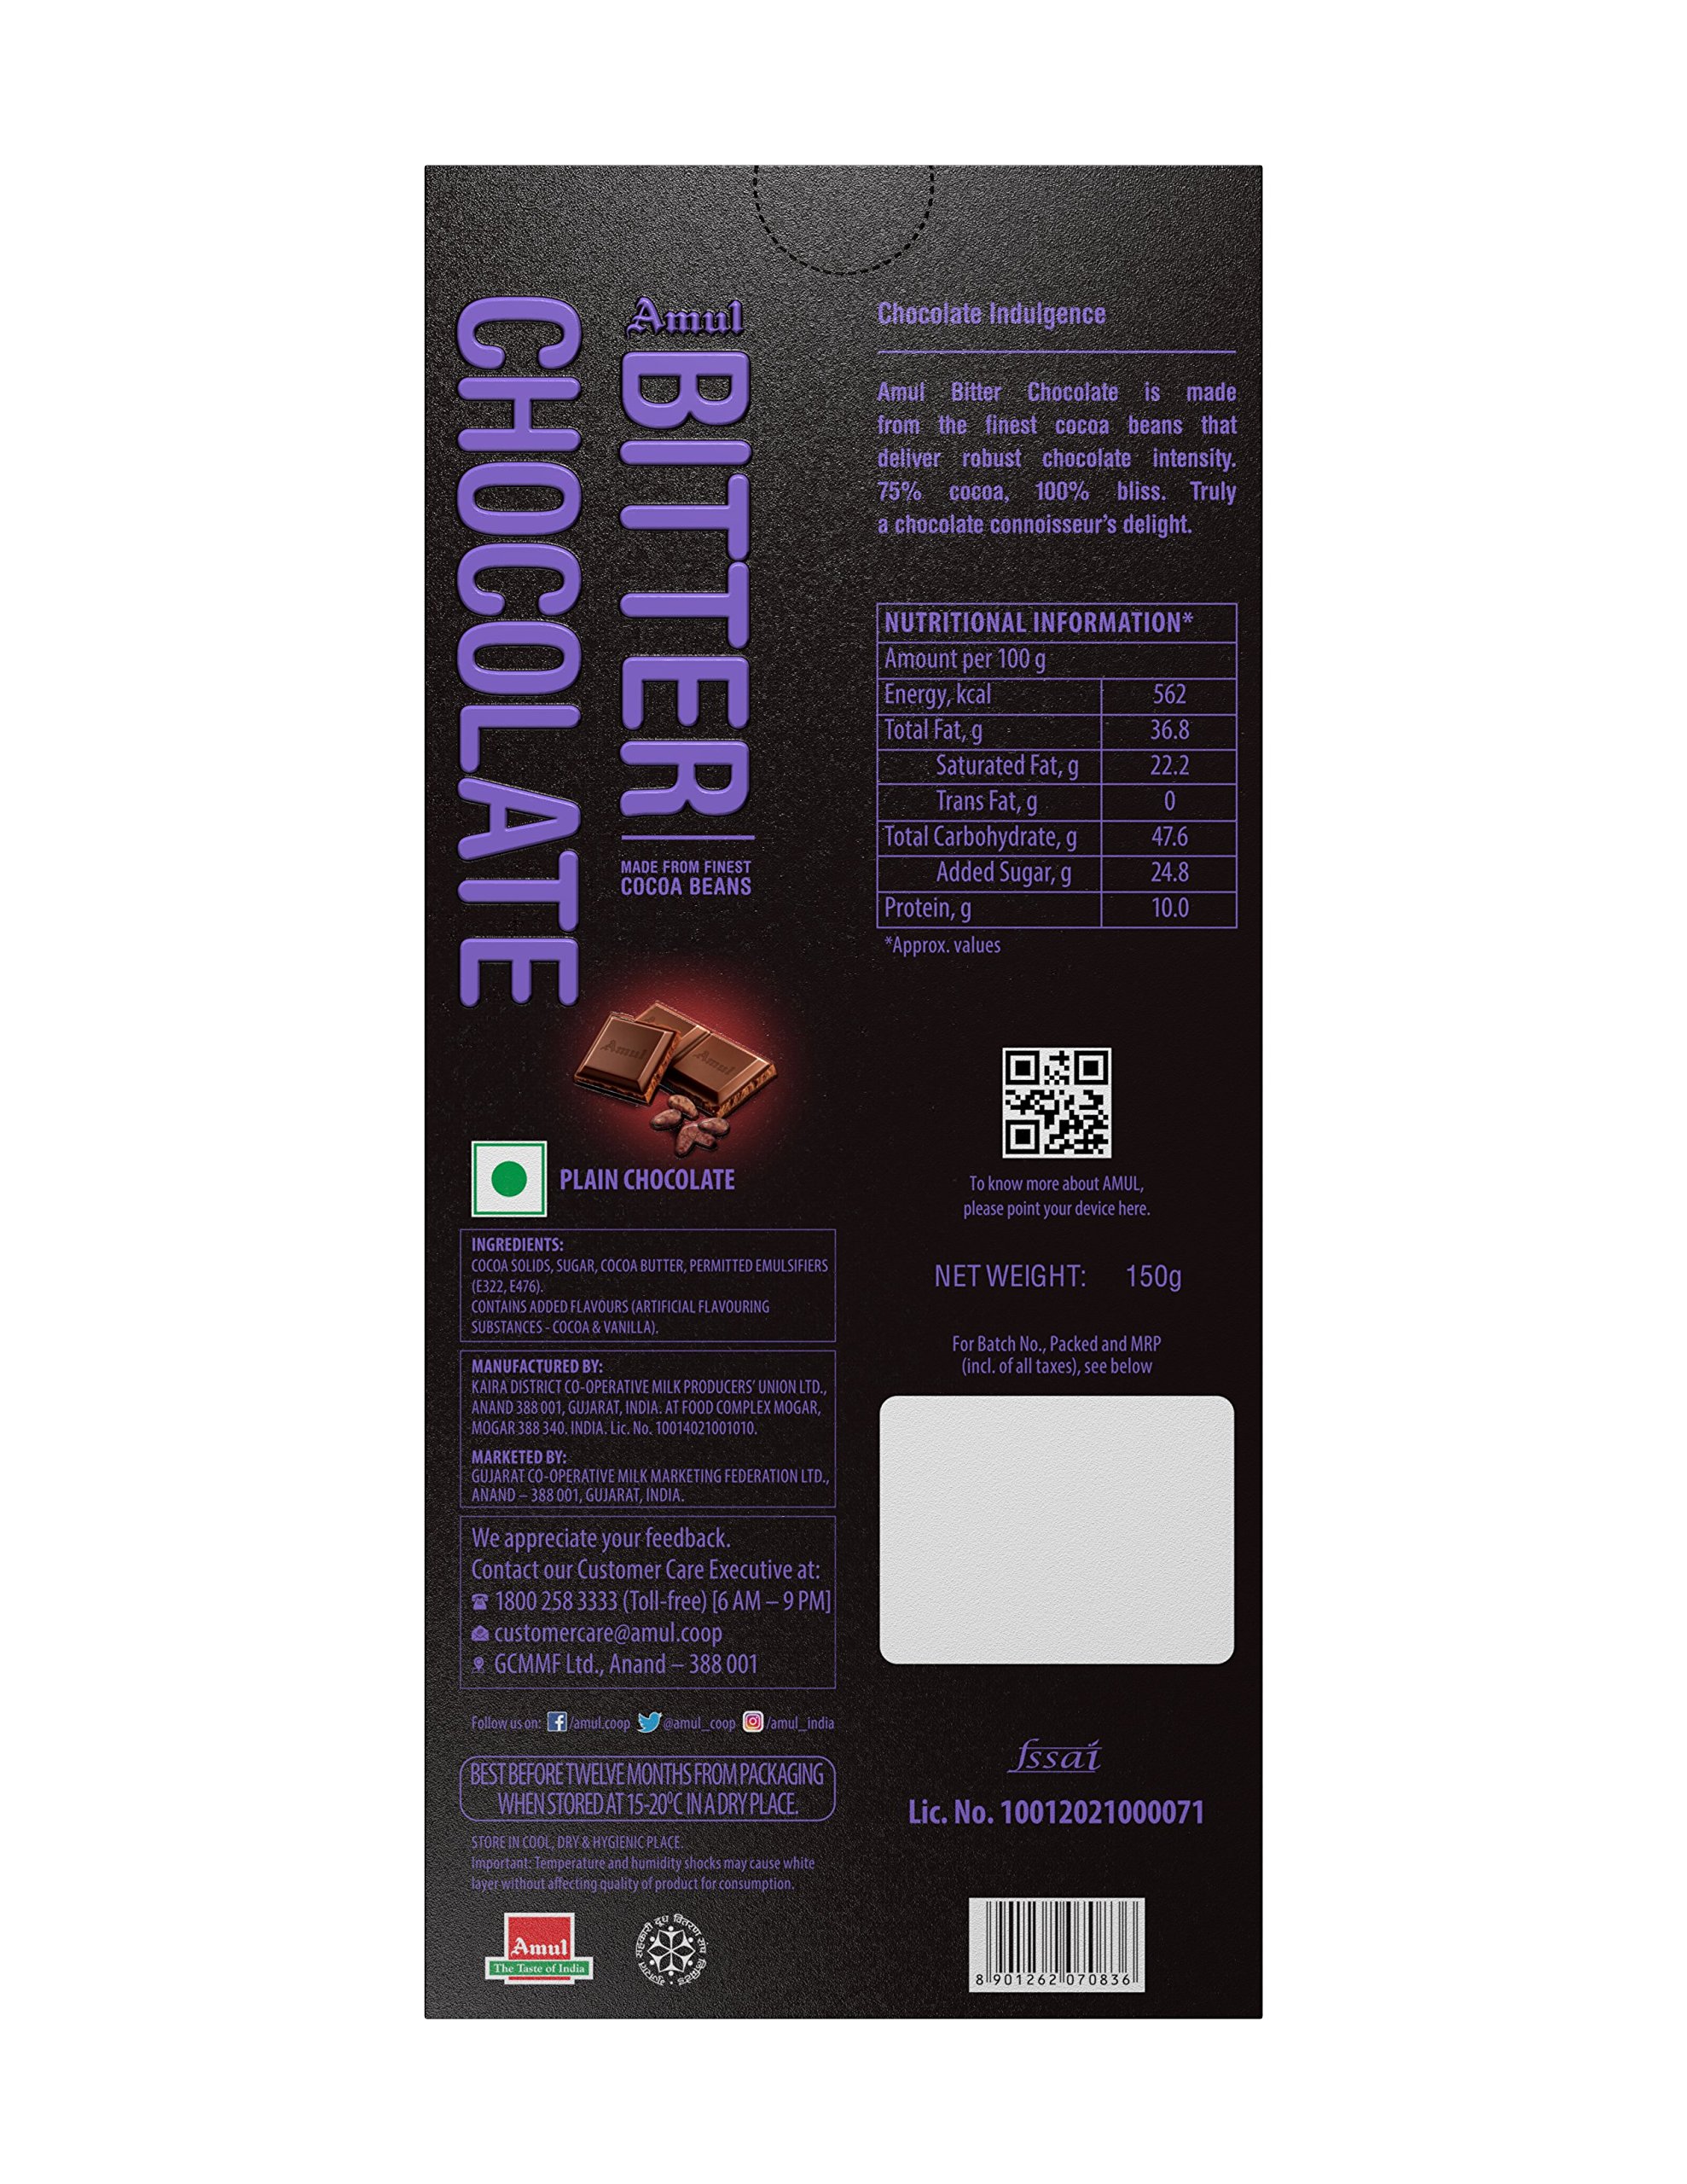 Amul
BITTER
CHOCOLATE
MADE FROM FINEST
COCOA BEANS
Amul
Amul
PLAIN CHOCOLATE
INGREDIENTS:
COCOA SOLIDS, SUGAR, COCOA BUTTER, PERMITTED EMULSIFIERS
(E322, E476).
CONTAINS ADDED FLAVOURS (ARTIFICIAL FLAVOURING
SUBSTANCES - COCOA & VANILLA).
MANUFACTURED BY:
KAIRA DISTRICT CO-OPERATIVE MILK PRODUCERS' UNION LTD.,
ANAND 388 001, GUJARAT, INDIA. AT FOOD COMPLEX MOGAR,
MOGAR 388 340. INDIA. Lic. No. 10014021001010.
MARKETED BY:
GUJARAT CO-OPERATIVE MILK MARKETING FEDERATION LTD.,
ANAND – 388 001, GUJARAT, INDIA.
We appreciate your feedback.
Contact our Customer Care Executive at:
1800 258 3333 (Toll-free) [6 AM – 9 PM]
customercare@amul.coop
GCMMF Ltd., Anand – 388 001
Follow us on: /amul.coop @amul_coop /amul_india
BEST BEFORE TWELVE MONTHS FROM PACKAGING
WHEN STORED AT 15-20°C IN A DRY PLACE.
STORE IN COOL, DRY & HYGIENIC PLACE.
Important: Temperature and humidity shocks may cause white
layer without affecting quality of product for consumption.
Amul
The Taste of India
सहकारी दूध वितरण संघ
Chocolate Indulgence
Amul Bitter Chocolate is made
from the finest cocoa beans that
deliver robust chocolate intensity.
75% cocoa, 100% bliss. Truly
a chocolate connoisseur's delight.
NUTRITIONAL INFORMATION*
Amount per 100 g
Energy, kcal 562
Total Fat, g 36.8
Saturated Fat, g 22.2
Trans Fat, g 0
Total Carbohydrate, g 47.6
Added Sugar, g 24.8
Protein, g 10.0
*Approx. values
To know more about AMUL,
please point your device here.
NET WEIGHT: 150g
For Batch No., Packed and MRP
(incl. of all taxes), see below
fssai
Lic. No. 10012021000071
8 901262 070836